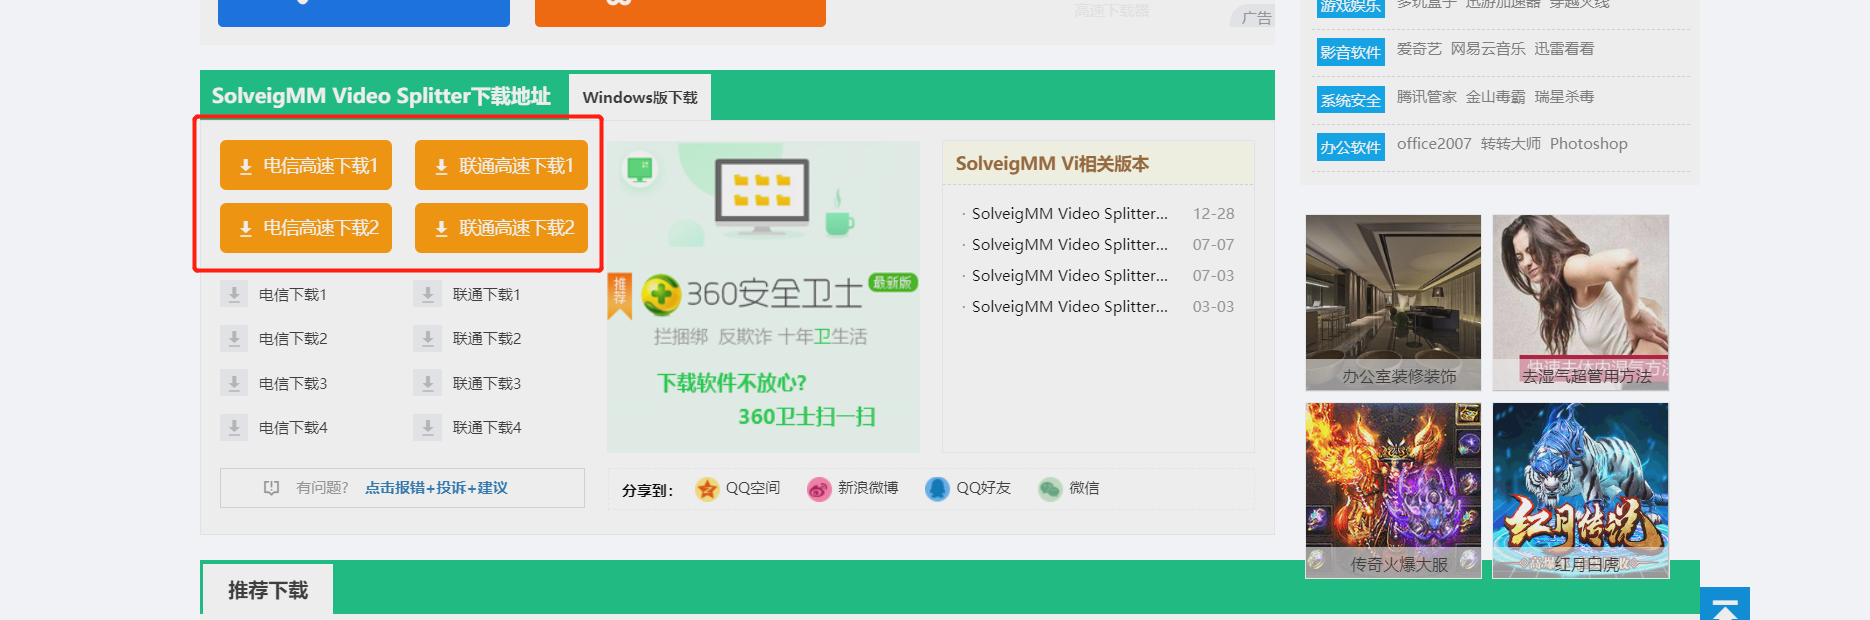 高速下载器
广告
SolveigMM Video Splitter下载地址
Windows版下载
电信高速下载1
联通高速下载1
电信高速下载2
联通高速下载2
电信下载1
联通下载1
电信下载2
联通下载2
电信下载3
联通下载3
电信下载4
联通下载4
有问题?
点击报错+投诉+建议
推荐
360安全卫士
最新版
拦捆绑 反欺诈 十年卫生活
下载软件不放心?
360卫士扫一扫
SolveigMM Vi相关版本
· SolveigMM Video Splitter... 12-28
· SolveigMM Video Splitter... 07-07
· SolveigMM Video Splitter... 07-03
· SolveigMM Video Splitter... 03-03
分享到:
QQ空间
新浪微博
QQ好友
微信
推荐下载
游戏娱乐 多玩盒子 迅游加速器 穿越火线
影音软件 爱奇艺 网易云音乐 迅雷看看
系统安全 腾讯管家 金山毒霸 瑞星杀毒
办公软件 office2007 转转大师 Photoshop
办公室装修装饰
快速去体内湿气方法
去湿气超管用方法
传奇火爆大服
红月传说
红月白虎